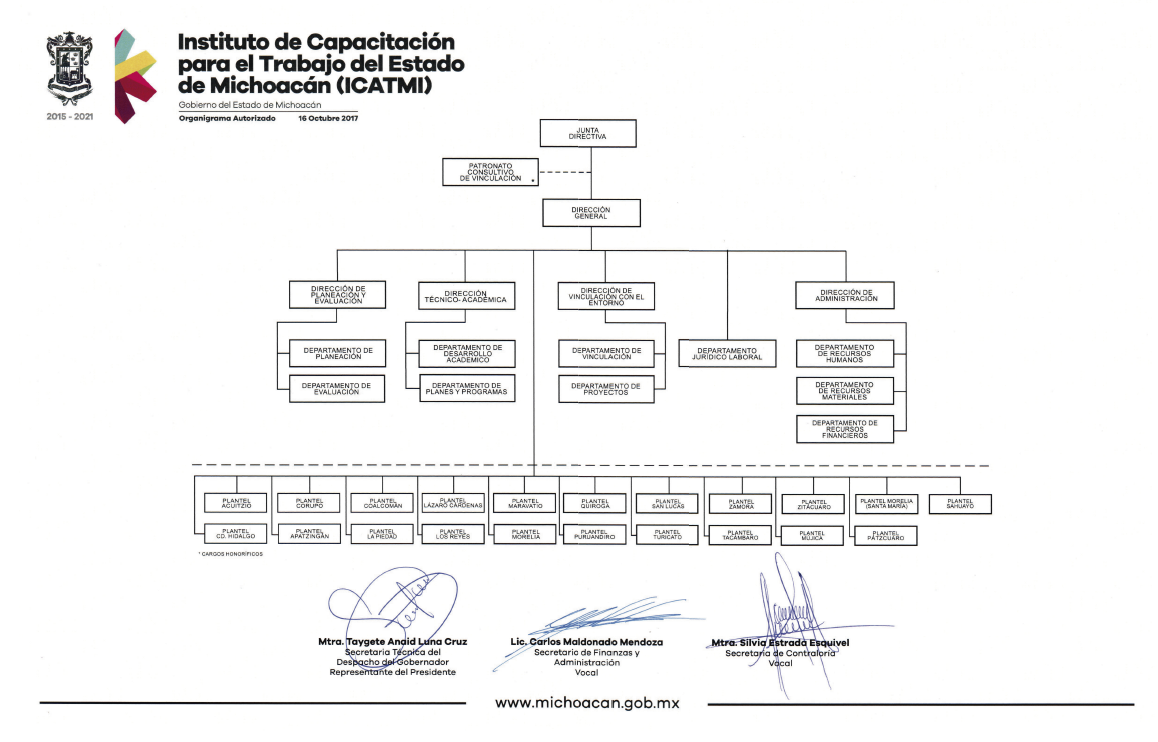 Instituto de Capacitación
para el Trabajo del Estado
de Michoacán (ICATMI)
Gobierno del Estado de Michoacán
2015 - 2021
Organigrama Autorizado 16 Octubre 2017
JUNTA
DIRECTIVA
PATRONATO
CONSULTIVO
DE VINCULACIÓN *
DIRECCIÓN
GENERAL
DIRECCIÓN DE
PLANEACIÓN Y
EVALUACIÓN
DIRECCIÓN
TÉCNICO- ACADÉMICA
DIRECCIÓN DE
VINCULACIÓN CON EL
ENTORNO
DIRECCIÓN DE
ADMINISTRACIÓN
DEPARTAMENTO DE
PLANEACIÓN
DEPARTAMENTO DE
DESARROLLO
ACADÉMICO
DEPARTAMENTO DE
VINCULACIÓN
DEPARTAMENTO
JURÍDICO LABORAL
DEPARTAMENTO
DE RECURSOS
HUMANOS
DEPARTAMENTO DE
EVALUACIÓN
DEPARTAMENTO DE
PLANES Y PROGRAMAS
DEPARTAMENTO DE
PROYECTOS
DEPARTAMENTO
DE RECURSOS
MATERIALES
DEPARTAMENTO DE
RECURSOS
FINANCIEROS
PLANTEL
ACUITZIO
PLANTEL
CORUPO
PLANTEL
COALCOMÁN
PLANTEL
LÁZARO CÁRDENAS
PLANTEL
MARAVATIO
PLANTEL
QUIROGA
PLANTEL
SAN LUCAS
PLANTEL
ZAMORA
PLANTEL
ZITÁCUARO
PLANTEL MORELIA
(SANTA MARÍA)
PLANTEL
SAHUAYO
PLANTEL
CD. HIDALGO
PLANTEL
APATZINGÁN
PLANTEL
LA PIEDAD
PLANTEL
LOS REYES
PLANTEL
MORELIA
PLANTEL
PURUÁNDIRO
PLANTEL
TURICATO
PLANTEL
TACÁMBARO
PLANTEL
MÚJICA
PLANTEL
PÁTZCUARO
* CARGOS HONORÍFICOS
Mtra. Taygete Anaid Luna Cruz
Secretaria Técnica del
Despacho del Gobernador
Representante del Presidente
Lic. Carlos Maldonado Mendoza
Secretario de Finanzas y
Administración
Vocal
Mtra. Silvia Estrada Esquivel
Secretaria de Contraloría
Vocal
www.michoacan.gob.mx